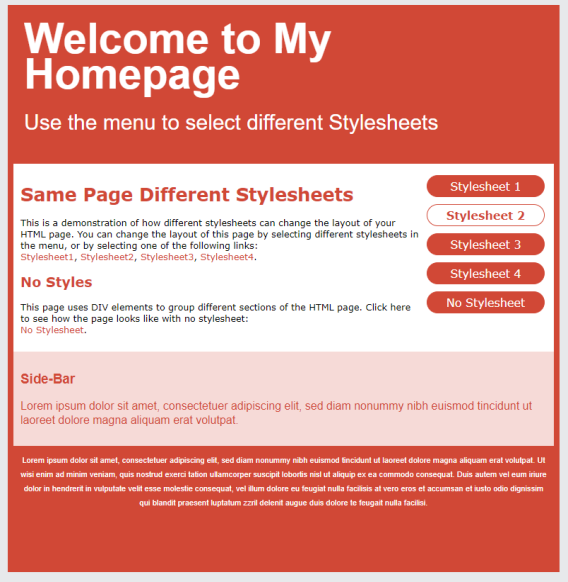 Welcome to My
Homepage
Use the menu to select different Stylesheets
Same Page Different Stylesheets
This is a demonstration of how different stylesheets can change the layout of your
HTML page. You can change the layout of this page by selecting different stylesheets in
the menu, or by selecting one of the following links:
Stylesheet1, Stylesheet2, Stylesheet3, Stylesheet4.
No Styles
This page uses DIV elements to group different sections of the HTML page. Click here
to see how the page looks like with no stylesheet:
No Stylesheet.
Stylesheet 1
Stylesheet 2
Stylesheet 3
Stylesheet 4
No Stylesheet
Side-Bar
Lorem ipsum dolor sit amet, consectetuer adipiscing elit, sed diam nonummy nibh euismod tincidunt ut
laoreet dolore magna aliquam erat volutpat.
Lorem ipsum dolor sit amet, consectetuer adipiscing elit, sed diam nonummy nibh euismod tincidunt ut laoreet dolore magna aliquam erat volutpat. Ut
wisi enim ad minim veniam, quis nostrud exerci tation ullamcorper suscipit lobortis nisl ut aliquip ex ea commodo consequat. Duis autem vel eum iriure
dolor in hendrerit in vulputate velit esse molestie consequat, vel illum dolore eu feugiat nulla facilisis at vero eros et accumsan et iusto odio dignissim
qui blandit praesent luptatum zzril delenit augue duis dolore te feugait nulla facilisi.